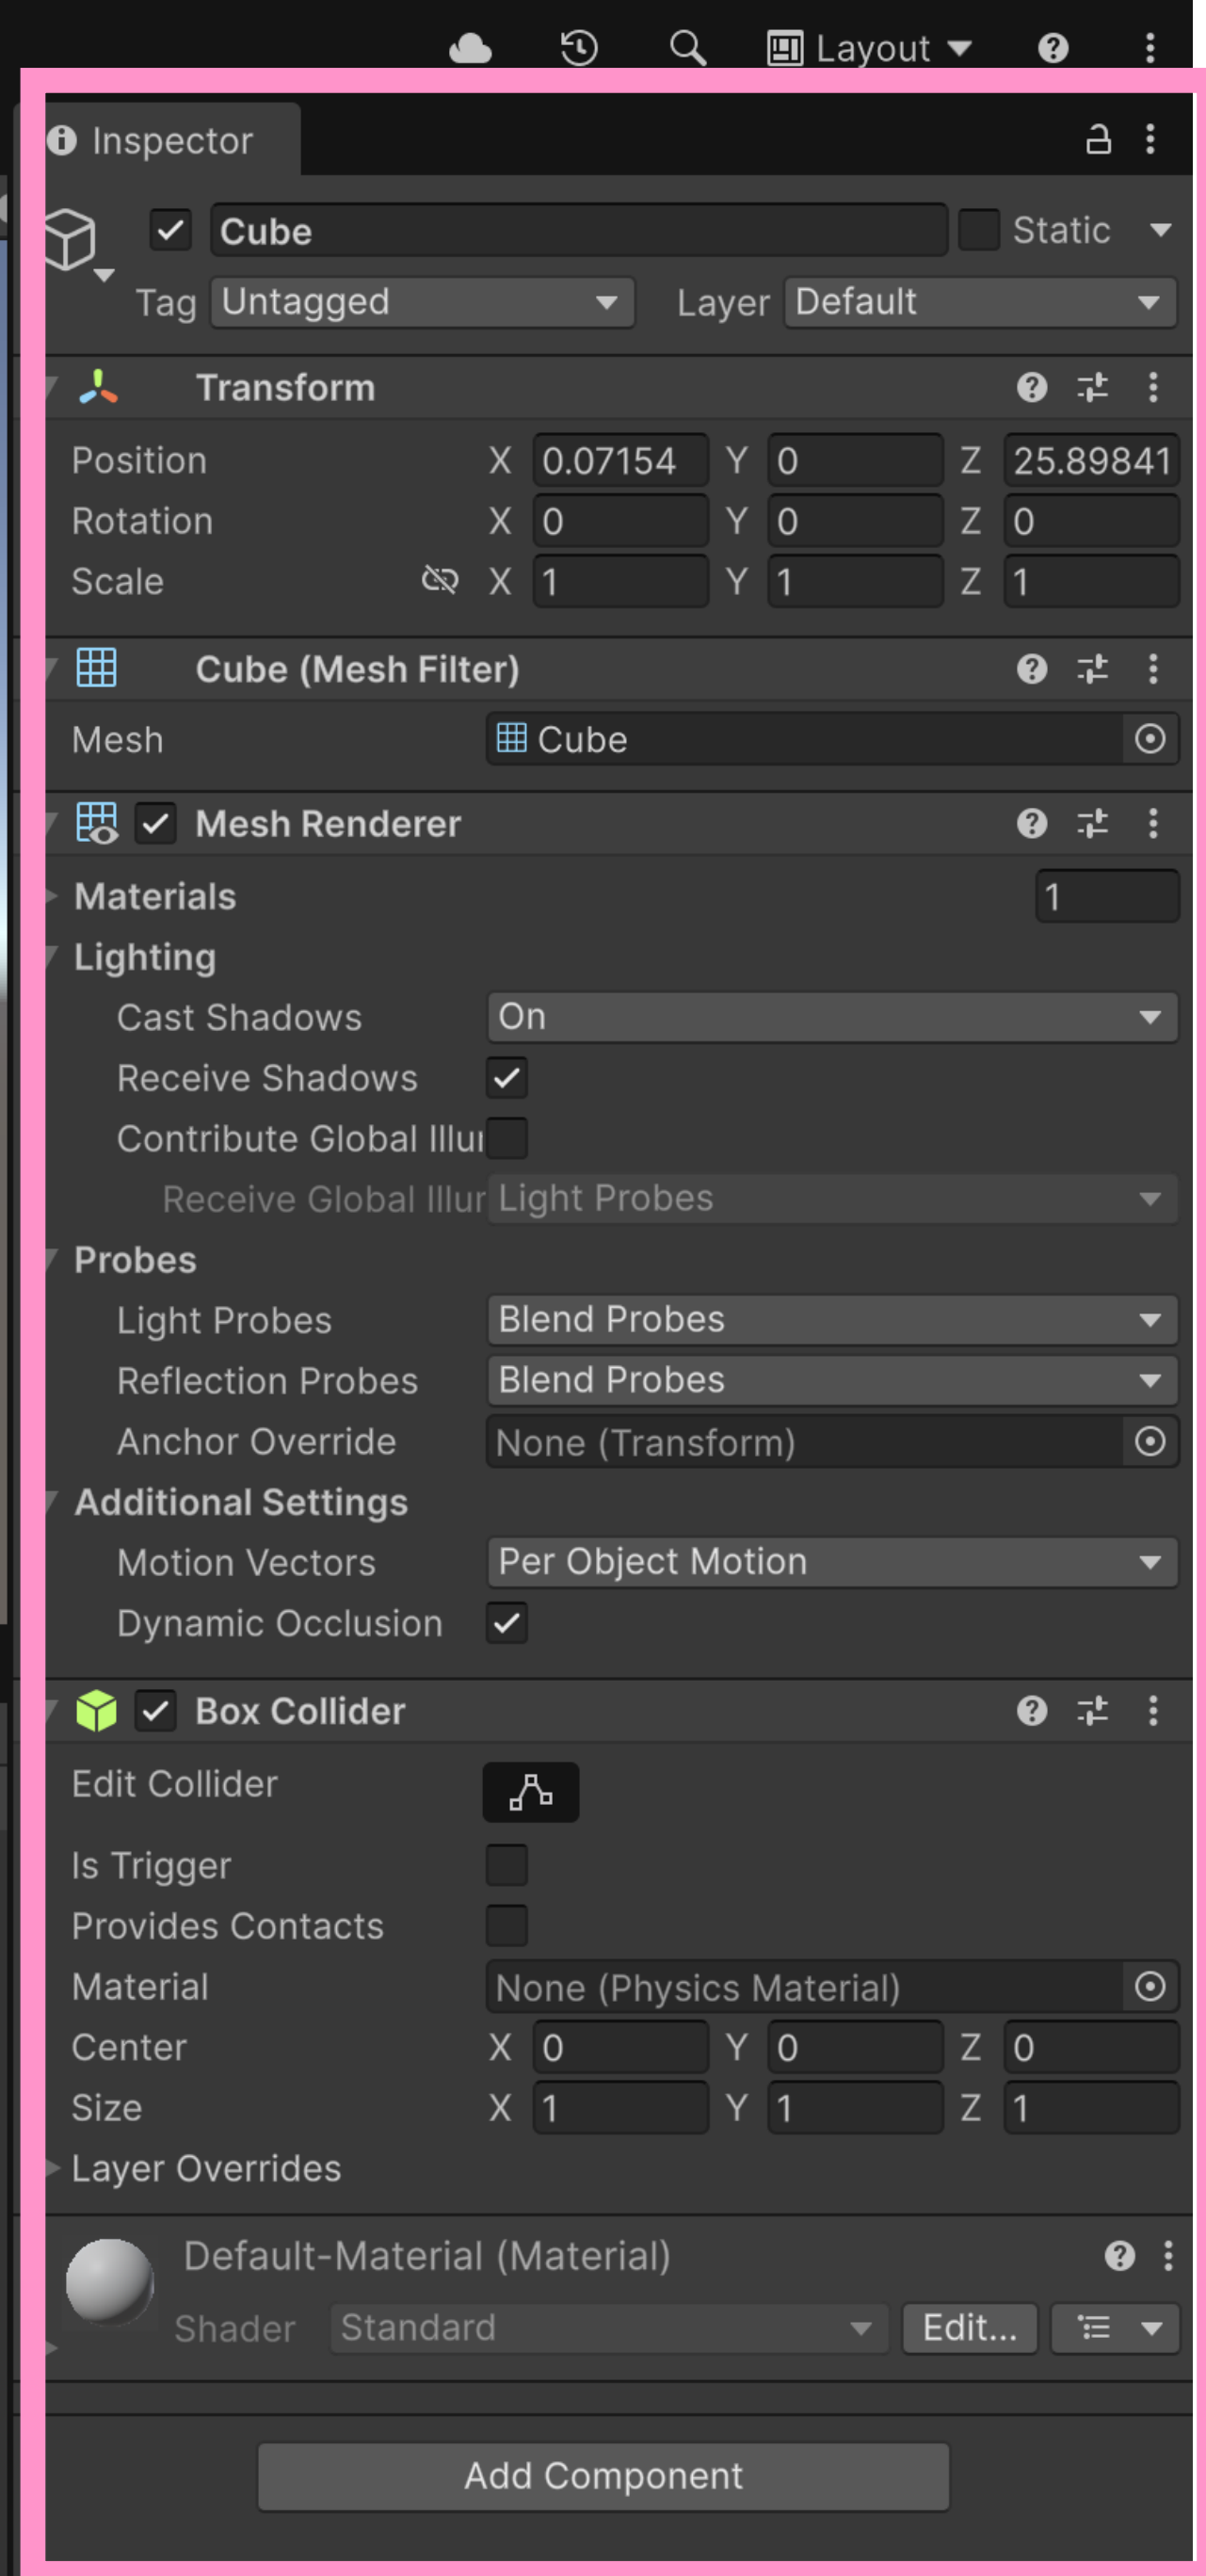 Layout
Inspector
Cube Static
Tag Untagged Layer Default
Transform
Position X 0.07154 Y 0 Z 25.89841
Rotation X 0 Y 0 Z 0
Scale X 1 Y 1 Z 1
Cube (Mesh Filter)
Mesh Cube
Mesh Renderer
Materials 1
Lighting
Cast Shadows On
Receive Shadows
Contribute Global Illur
Receive Global Illur Light Probes
Probes
Light Probes Blend Probes
Reflection Probes Blend Probes
Anchor Override None (Transform)
Additional Settings
Motion Vectors Per Object Motion
Dynamic Occlusion
Box Collider
Edit Collider
Is Trigger
Provides Contacts
Material None (Physics Material)
Center X 0 Y 0 Z 0
Size X 1 Y 1 Z 1
Layer Overrides
Default-Material (Material)
Shader Standard Edit...
Add Component